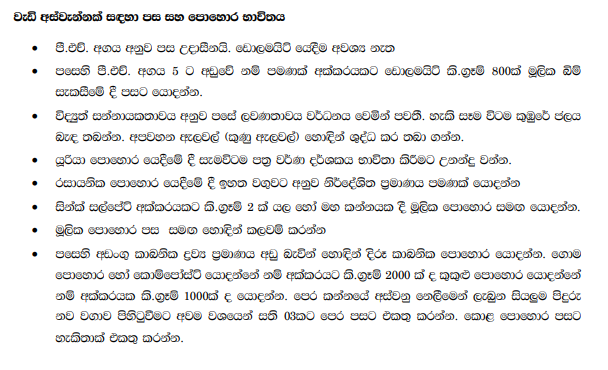 වැඩි අස්වැන්නක් සඳහා පස සහ පොහොර භාවිතය
පී.එච්. අගය අනුව පස උදාසීනයි. ඩොලමයිට් යෙදීම අවශ්‍ය නැත
පසෙහි පී.එච්. අගය 5 ට අඩුවේ නම් පමණක් අක්කරයකට ඩොලමයිට් කි.ග්‍රෑම් 800ක් මූලික බිම්
සැකසීමේ දී පසට යොදන්න.
විද්‍යුත් සන්නායකතාවය අනුව පසේ ලවණතාවය වර්ධනය වෙමින් පවතී. හැකි සෑම විටම කුඹුරේ ජලය
බැඳ තබන්න. අපවහන ඇලවල් (කුණු ඇලවල්) හොඳින් ශුද්ධ කර තබා ගන්න.
යූරියා පොහොර යෙදීමේ දී සැමවිටම පත්‍ර වර්ණ දර්ශකය භාවිතා කිරීමට උනන්දු වන්න.
රසායනික පොහොර යෙදීමේ දී ඉහත වගුවට අනුව නිර්දේශිත ප්‍රමාණය පමණක් යොදන්න
සින්ක් සල්පේට් අක්කරයකට කි.ග්‍රෑම් 2 ක් යල හෝ මහ කන්නයක දී මූලික පොහොර සමඟ යොදන්න.
මූලික පොහොර පස සමඟ හොඳින් කලවම් කරන්න
පසෙහි අඩංගු කාබනික ද්‍රව්‍ය ප්‍රමාණය අඩු බැවින් හොඳින් දිරූ කාබනික පොහොර යොදන්න. ගොම
පොහොර හෝ කොම්පෝස්ට් යොදන්නේ නම් අක්කරයට කි.ග්‍රෑම් 2000 ක් ද කුකුළු පොහොර යොදන්නේ
නම් අක්කරයක කි.ග්‍රෑම් 1000ක් ද යොදන්න. පෙර කන්නයේ අස්වනු නෙලීමෙන් ලැබුන සියලුම පිදුරු
නව වගාව පිහිටුවීමට අවම වශයෙන් සති 03කට පෙර පසට එකතු කරන්න. කොළ පොහොර පසට
හැකිතාක් එකතු කරන්න.